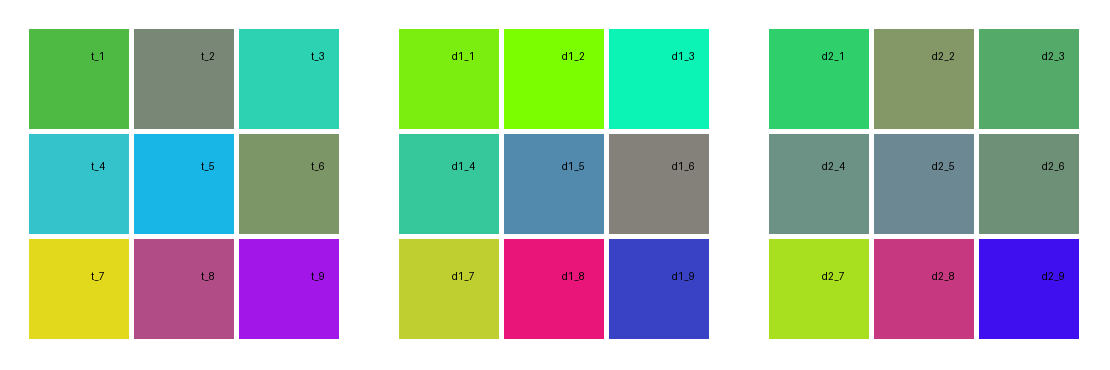 t_1 t_2 t_3 d1_1 d1_2 d1_3 d2_1 d2_2 d2_3
t_4 t_5 t_6 d1_4 d1_5 d1_6 d2_4 d2_5 d2_6
t_7 t_8 t_9 d1_7 d1_8 d1_9 d2_7 d2_8 d2_9